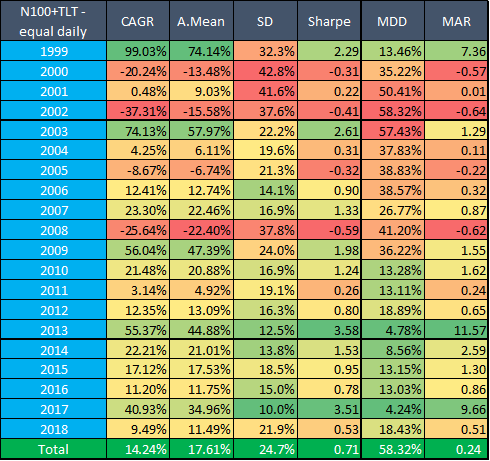 N100+TLT - equal daily CAGR A.Mean SD Sharpe MDD MAR
1999 99.03% 74.14% 32.3% 2.29 13.46% 7.36
2000 -20.24% -13.48% 42.8% -0.31 35.22% -0.57
2001 0.48% 9.03% 41.6% 0.22 50.41% 0.01
2002 -37.31% -15.58% 37.6% -0.41 58.32% -0.64
2003 74.13% 57.97% 22.2% 2.61 57.43% 1.29
2004 4.25% 6.11% 19.6% 0.31 37.83% 0.11
2005 -8.67% -6.74% 21.3% -0.32 38.83% -0.22
2006 12.41% 12.74% 14.1% 0.90 38.57% 0.32
2007 23.30% 22.46% 16.9% 1.33 26.77% 0.87
2008 -25.64% -22.40% 37.8% -0.59 41.20% -0.62
2009 56.04% 47.39% 24.0% 1.98 36.22% 1.55
2010 21.48% 20.88% 16.9% 1.24 13.28% 1.62
2011 3.14% 4.92% 19.1% 0.26 13.11% 0.24
2012 12.35% 13.09% 16.3% 0.80 18.89% 0.65
2013 55.37% 44.88% 12.5% 3.58 4.78% 11.57
2014 22.21% 21.01% 13.8% 1.53 8.56% 2.59
2015 17.12% 17.53% 18.5% 0.95 13.15% 1.30
2016 11.20% 11.75% 15.0% 0.78 13.03% 0.86
2017 40.93% 34.96% 10.0% 3.51 4.24% 9.66
2018 9.49% 11.49% 21.9% 0.53 18.43% 0.51
Total 14.24% 17.61% 24.7% 0.71 58.32% 0.24